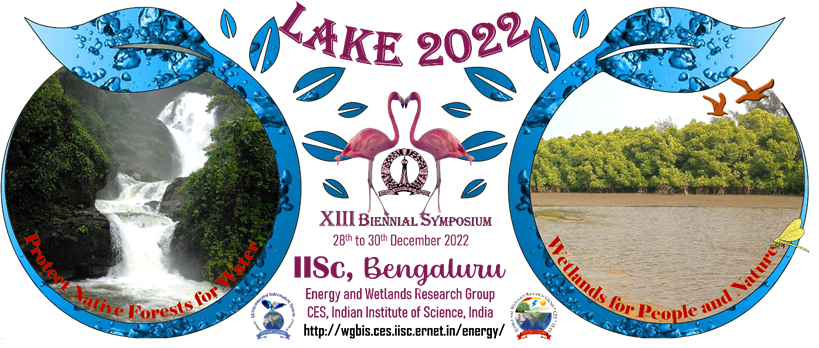 LAKE 2022
Protect Native Forests for Water
XIII BIENNIAL SYMPOSIUM
28th to 30th December 2022
IISc, Bengaluru
Energy and Wetlands Research Group
CES, Indian Institute of Science, India
http://wgbis.ces.iisc.ernet.in/energy/
Wetlands for People and Nature